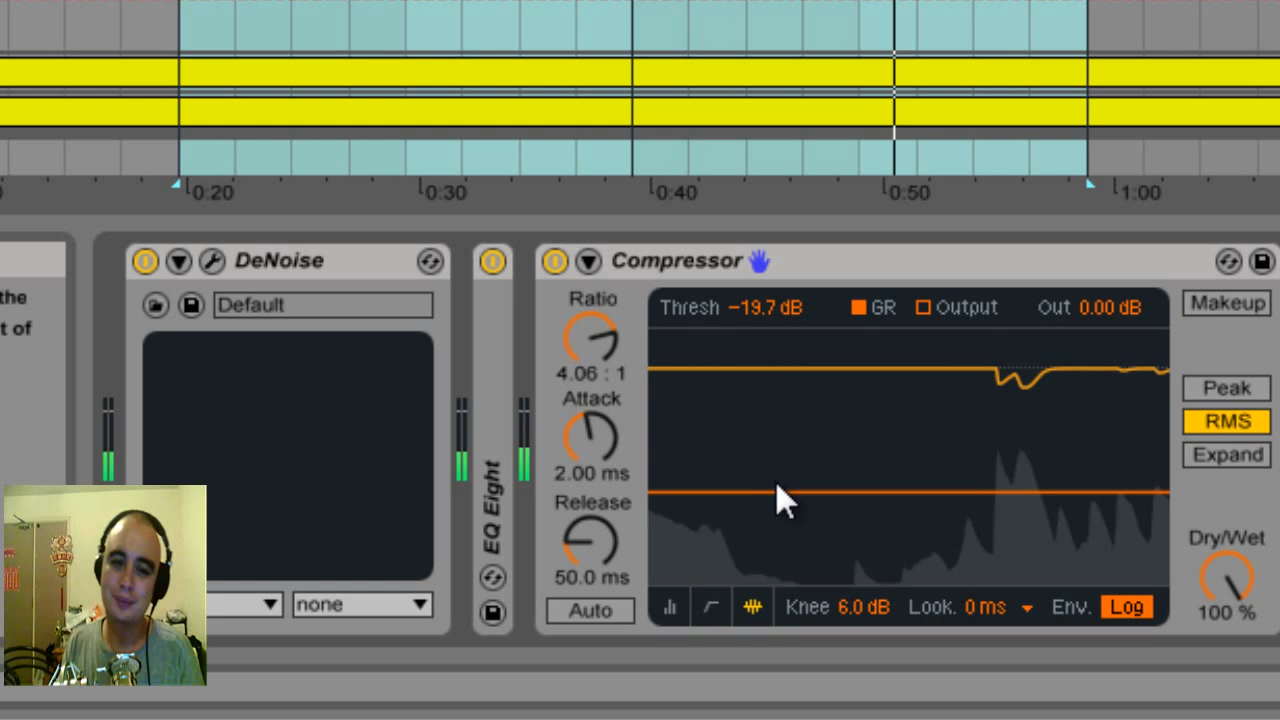 0:20
0:30
0:40
0:50
1:00
the
t of
DeNoise
Default
none
EQ Eight
Compressor
Ratio
4.06 : 1
Attack
2.00 ms
Release
50.0 ms
Auto
Thresh -19.7 dB
GR
Output
Out 0.00 dB
Knee 6.0 dB
Look. 0 ms
Env. Log
Makeup
Peak
RMS
Expand
Dry/Wet
100 %